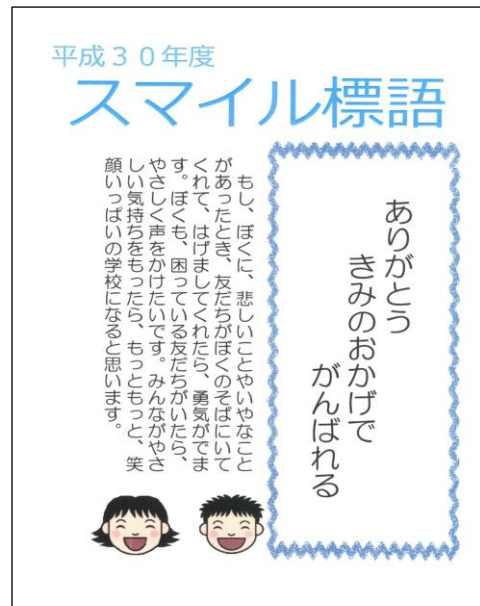 平成３０年度
スマイル標語
ありがとう
きみのおかげで
がんばれる
もし、ぼくに、悲しいことやいやなこと
があったとき、友だちがぼくのそばにいて
くれて、はげましてくれたら、勇気がでま
す。ぼくも、困っている友だちがいたら、
やさしく声をかけたいです。みんながやさ
しい気持ちをもったら、もっともっと、笑
顔いっぱいの学校になると思います。